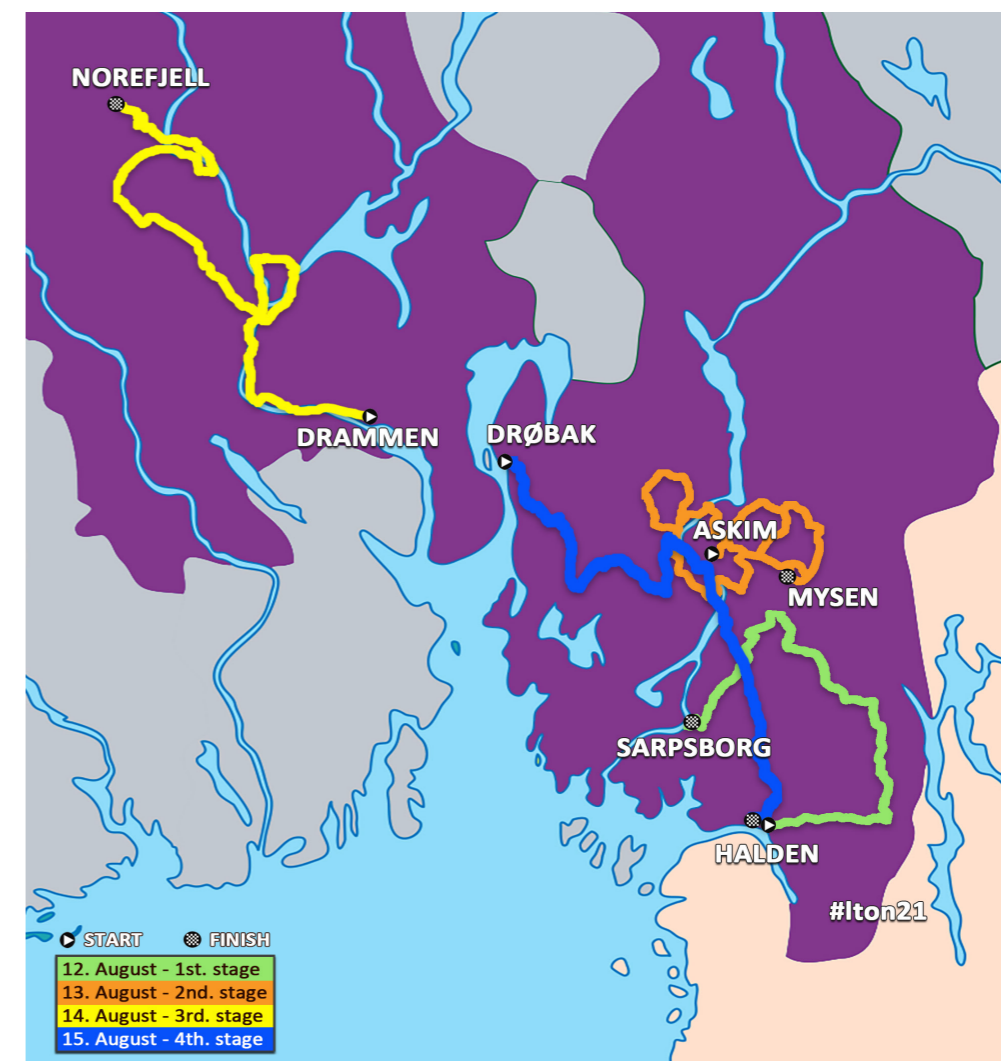 NOREFJELL
DRAMMEN
DRØBAK
ASKIM
MYSEN
SARPSBORG
HALDEN
#lton21
START
FINISH
12. August - 1st. stage
13. August - 2nd. stage
14. August - 3rd. stage
15. August - 4th. stage